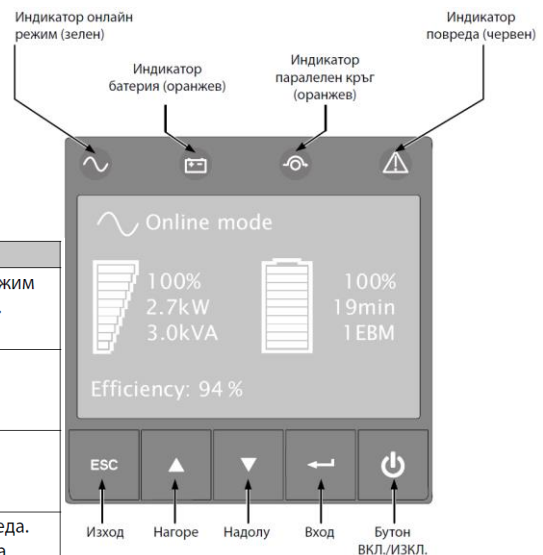 Индикатор онлайн
режим (зелен)
Индикатор
батерия (оранжев)
Индикатор
паралелен кръг
(оранжев)
Индикатор
повреда (червен)
Online mode
100%
2.7kW
3.0kVA
100%
19min
1EBM
Efficiency: 94%
ESC
Изход
Нагоре
Надолу
Вход
Бутон
ВКЛ./ИЗКЛ.